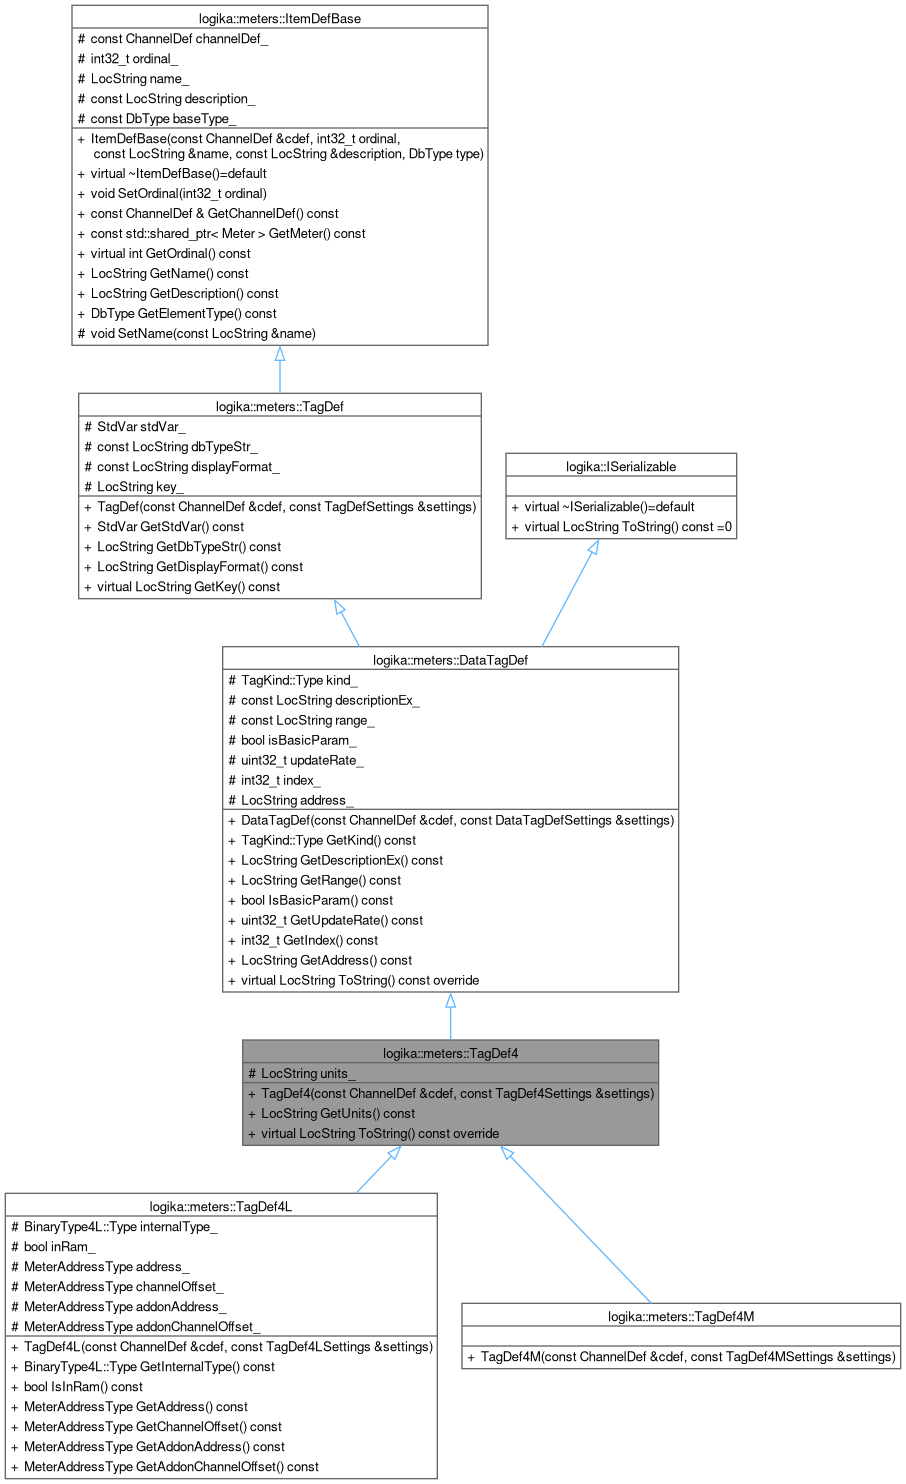 logika::meters::ItemDefBase
# const ChannelDef channelDef_
# int32_t ordinal_
# LocString name_
# const LocString description_
# const DbType baseType_
+ ItemDefBase(const ChannelDef &cdef, int32_t ordinal,
const LocString &name, const LocString &description, DbType type)
+ virtual ~ItemDefBase()=default
+ void SetOrdinal(int32_t ordinal)
+ const ChannelDef & GetChannelDef() const
+ const std::shared_ptr< Meter > GetMeter() const
+ virtual int GetOrdinal() const
+ LocString GetName() const
+ LocString GetDescription() const
+ DbType GetElementType() const
# void SetName(const LocString &name)
logika::meters::TagDef
# StdVar stdVar_
# const LocString dbTypeStr_
# const LocString displayFormat_
# LocString key_
+ TagDef(const ChannelDef &cdef, const TagDefSettings &settings)
+ StdVar GetStdVar() const
+ LocString GetDbTypeStr() const
+ LocString GetDisplayFormat() const
+ virtual LocString GetKey() const
logika::ISerializable
+ virtual ~ISerializable()=default
+ virtual LocString ToString() const =0
logika::meters::DataTagDef
# TagKind::Type kind_
# const LocString descriptionEx_
# const LocString range_
# bool isBasicParam_
# uint32_t updateRate_
# int32_t index_
# LocString address_
+ DataTagDef(const ChannelDef &cdef, const DataTagDefSettings &settings)
+ TagKind::Type GetKind() const
+ LocString GetDescriptionEx() const
+ LocString GetRange() const
+ bool IsBasicParam() const
+ uint32_t GetUpdateRate() const
+ int32_t GetIndex() const
+ LocString GetAddress() const
+ virtual LocString ToString() const override
logika::meters::TagDef4
# LocString units_
+ TagDef4(const ChannelDef &cdef, const TagDef4Settings &settings)
+ LocString GetUnits() const
+ virtual LocString ToString() const override
logika::meters::TagDef4L
# BinaryType4L::Type internalType_
# bool inRam_
# MeterAddressType address_
# MeterAddressType channelOffset_
# MeterAddressType addonAddress_
# MeterAddressType addonChannelOffset_
+ TagDef4L(const ChannelDef &cdef, const TagDef4LSettings &settings)
+ BinaryType4L::Type GetInternalType() const
+ bool IsInRam() const
+ MeterAddressType GetAddress() const
+ MeterAddressType GetChannelOffset() const
+ MeterAddressType GetAddonAddress() const
+ MeterAddressType GetAddonChannelOffset() const
logika::meters::TagDef4M
+ TagDef4M(const ChannelDef &cdef, const TagDef4MSettings &settings)